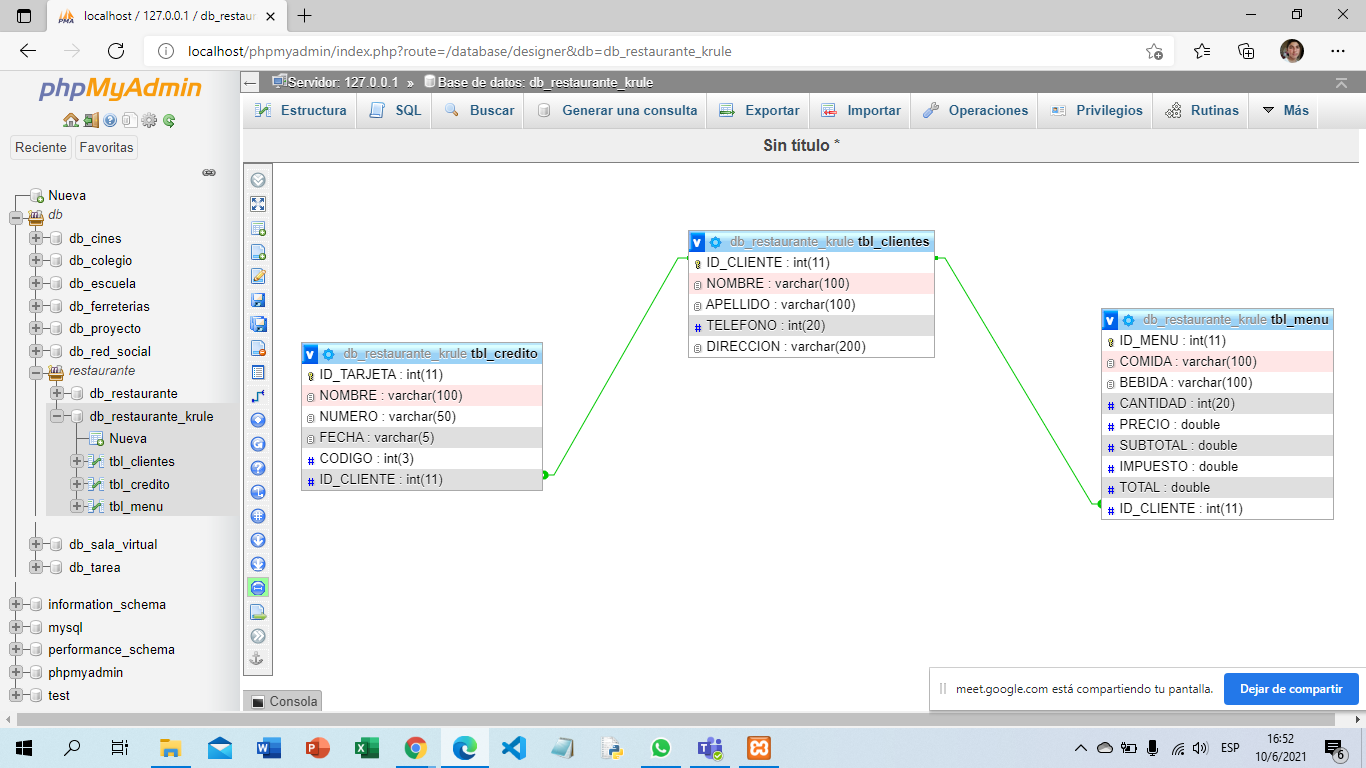 localhost / 127.0.0.1 / db_restaur
localhost/phpmyadmin/index.php?route=/database/designer&db=db_restaurante_krule
phpMyAdmin
Reciente
Favoritas
Nueva
db
db_cines
db_colegio
db_escuela
db_ferreterias
db_proyecto
db_red_social
restaurante
db_restaurante
db_restaurante_krule
Nueva
tbl_clientes
tbl_credito
tbl_menu
db_sala_virtual
db_tarea
information_schema
mysql
performance_schema
phpmyadmin
test
Servidor: 127.0.0.1 » Base de datos: db_restaurante_krule
Estructura SQL Buscar Generar una consulta Exportar Importar Operaciones Privilegios Rutinas Más
Sin título *
db_restaurante_krule tbl_credito
ID_TARJETA : int(11)
NOMBRE : varchar(100)
NUMERO : varchar(50)
FECHA : varchar(5)
# CODIGO : int(3)
# ID_CLIENTE : int(11)
db_restaurante_krule tbl_clientes
ID_CLIENTE : int(11)
NOMBRE : varchar(100)
APELLIDO : varchar(100)
# TELEFONO : int(20)
DIRECCION : varchar(200)
db_restaurante_krule tbl_menu
ID_MENU : int(11)
COMIDA : varchar(100)
BEBIDA : varchar(100)
# CANTIDAD : int(20)
# PRECIO : double
# SUBTOTAL : double
# IMPUESTO : double
# TOTAL : double
# ID_CLIENTE : int(11)
Consola
meet.google.com está compartiendo tu pantalla.
Dejar de compartir
ESP
16:52
10/6/2021
6